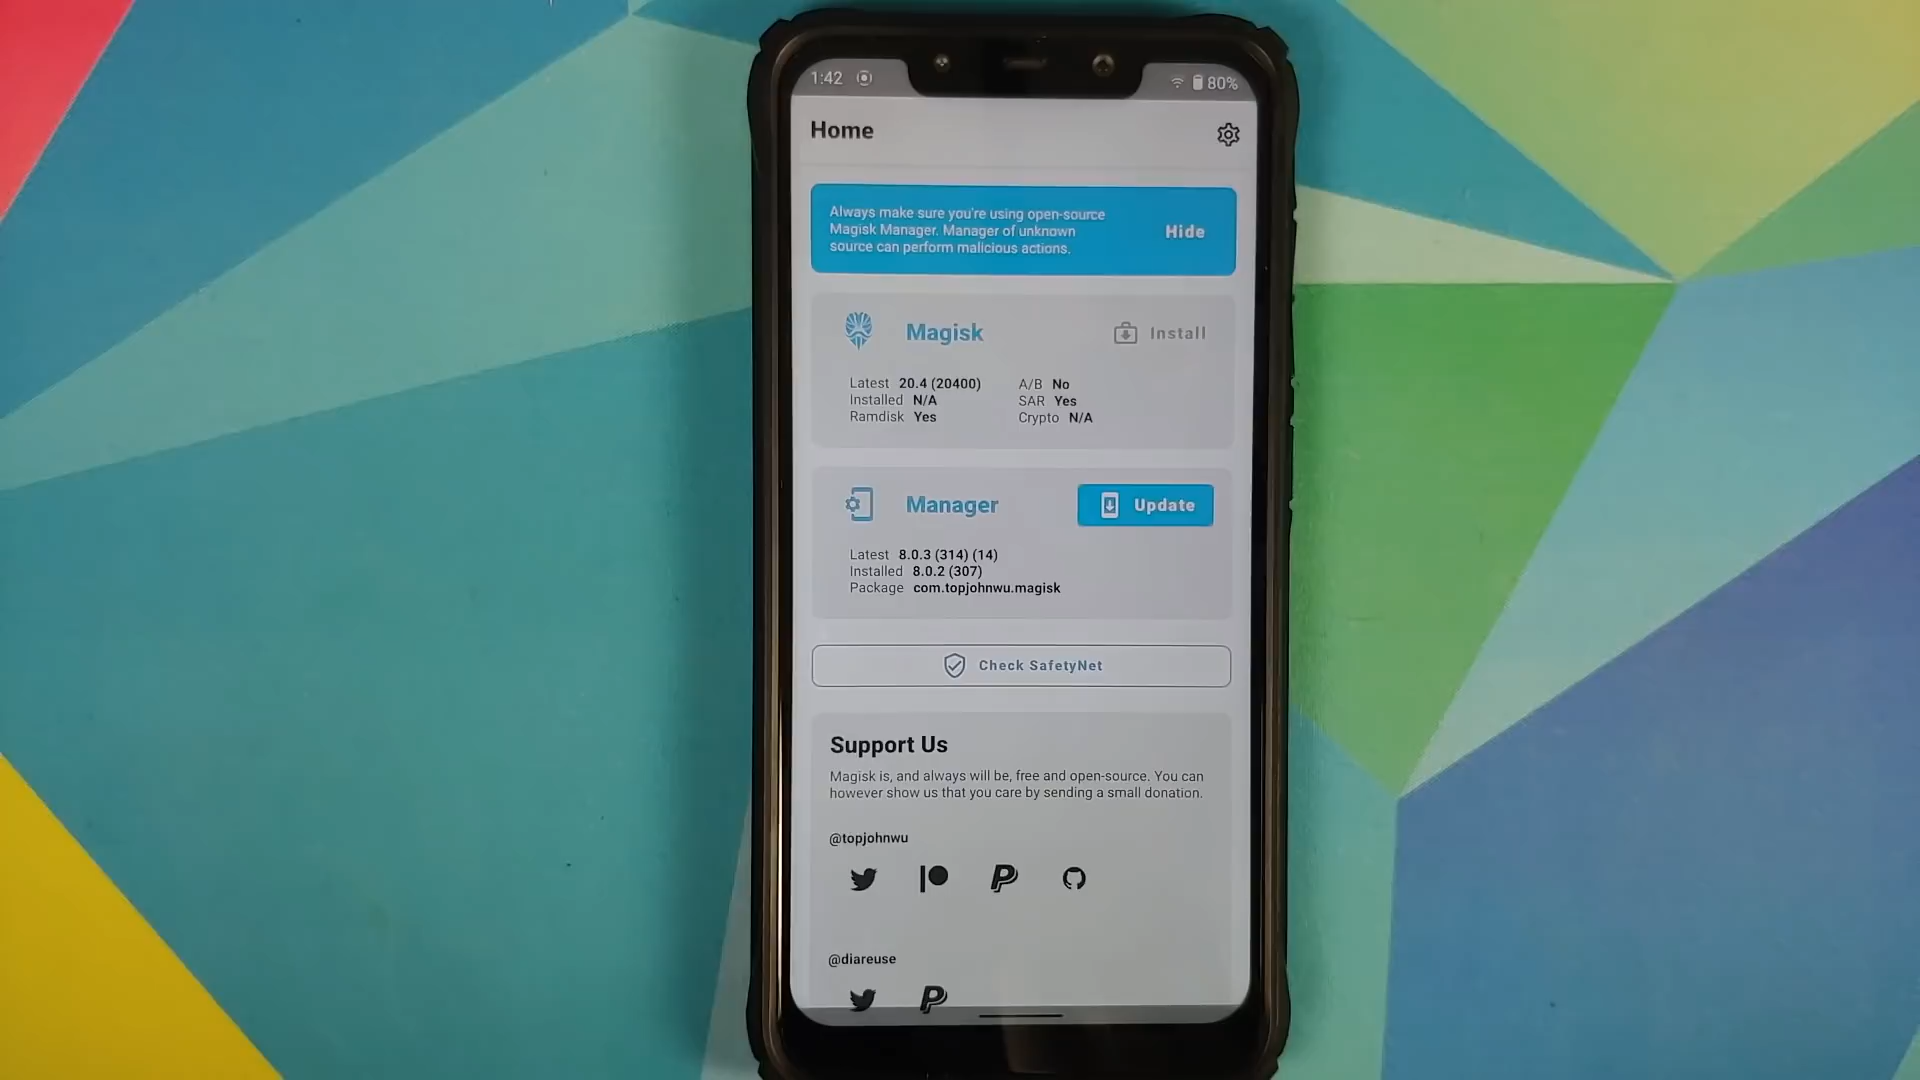 1:42
80%
Home
Always make sure you're using open-source
Magisk Manager. Manager of unknown
source can perform malicious actions.
Hide
Magisk
Install
Latest 20.4 (20400)
A/B No
Installed N/A
SAR Yes
Ramdisk Yes
Crypto N/A
Manager
Update
Latest 8.0.3 (314) (14)
Installed 8.0.2 (307)
Package com.topjohnwu.magisk
Check SafetyNet
Support Us
Magisk is, and always will be, free and open-source. You can
however show us that you care by sending a small donation.
@topjohnwu
@diareuse